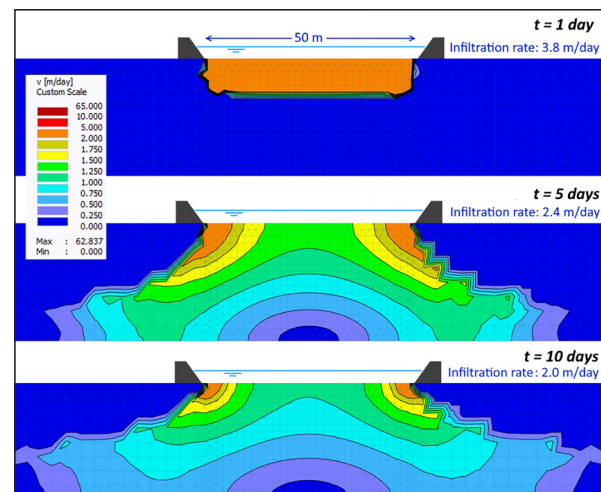 t = 1 day
50 m
Infiltration rate: 3.8 m/day
v [m/day]
Custom Scale
65.000
10.000
5.000
2.000
1.750
1.500
1.250
1.000
0.750
0.500
0.250
0.000
Max : 62.837
Min : 0.000
t = 5 days
Infiltration rate: 2.4 m/day
t = 10 days
Infiltration rate: 2.0 m/day